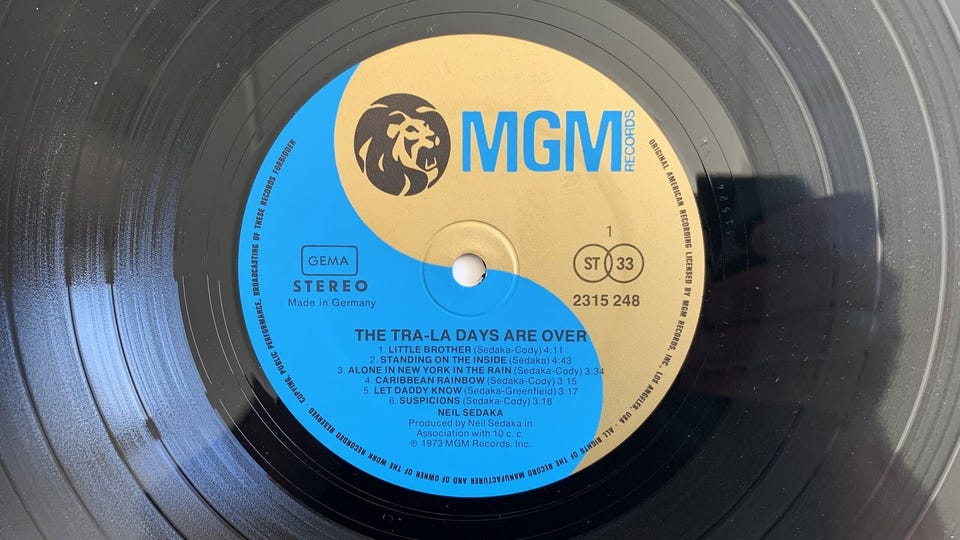 MGM
RECORDS
1
ST 33
2315 248
GEMA
STEREO
Made in Germany
THE TRA-LA DAYS ARE OVER
1. LITTLE BROTHER (Sedaka-Cody) 4:11
2. STANDING ON THE INSIDE (Sedaka) 4:43
3. ALONE IN NEW YORK IN THE RAIN (Sedaka-Cody) 3:34
4. CARIBBEAN RAINBOW (Sedaka-Cody) 3:15
5. LET DADDY KNOW (Sedaka-Greenfield) 3:17
6. SUSPICIONS (Sedaka-Cody) 3:18
NEIL SEDAKA
Produced by Neil Sedaka in
Association with 10 c. c.
℗ 1973 MGM Records, Inc.
ORIGINAL AMERICAN RECORDING LICENSED BY MGM RECORDS, INC., LOS ANGELES, USA · ALL RIGHTS OF THE RECORD MANUFACTURER AND OF OWNER OF THE WORK RECORDED RESERVED · COPYING, PUBLIC PERFORMANCE, BROADCASTING OF THESE RECORDS FORBIDDEN